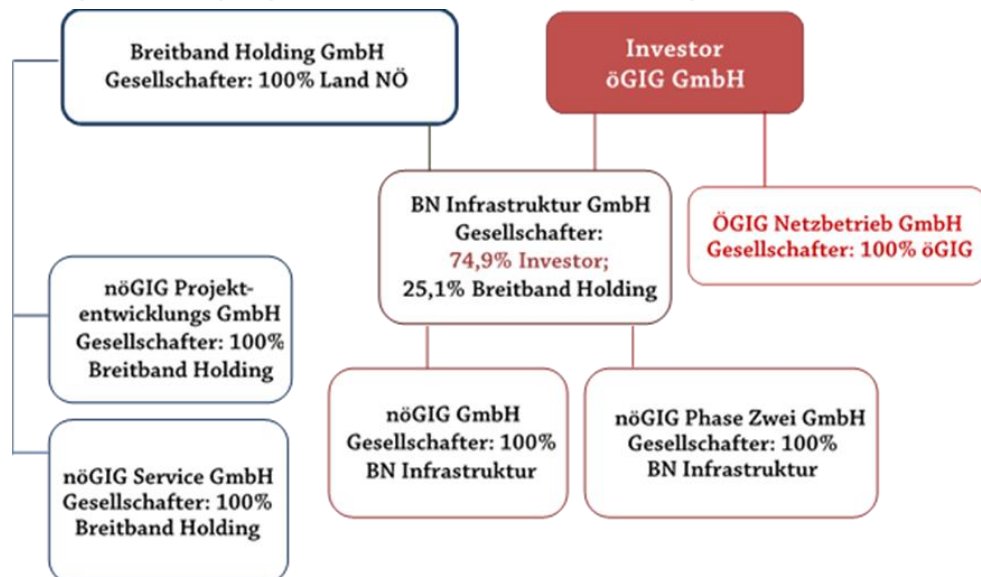 Breitband Holding GmbH
Gesellschafter: 100% Land NÖ
Investor
öGIG GmbH
BN Infrastruktur GmbH
Gesellschafter:
74,9% Investor;
25,1% Breitband Holding
ÖGIG Netzbetrieb GmbH
Gesellschafter: 100% öGIG
nöGIG Projekt-
entwicklungs GmbH
Gesellschafter: 100%
Breitband Holding
nöGIG GmbH
Gesellschafter: 100%
BN Infrastruktur
nöGIG Phase Zwei GmbH
Gesellschafter: 100%
BN Infrastruktur
nöGIG Service GmbH
Gesellschafter: 100%
Breitband Holding